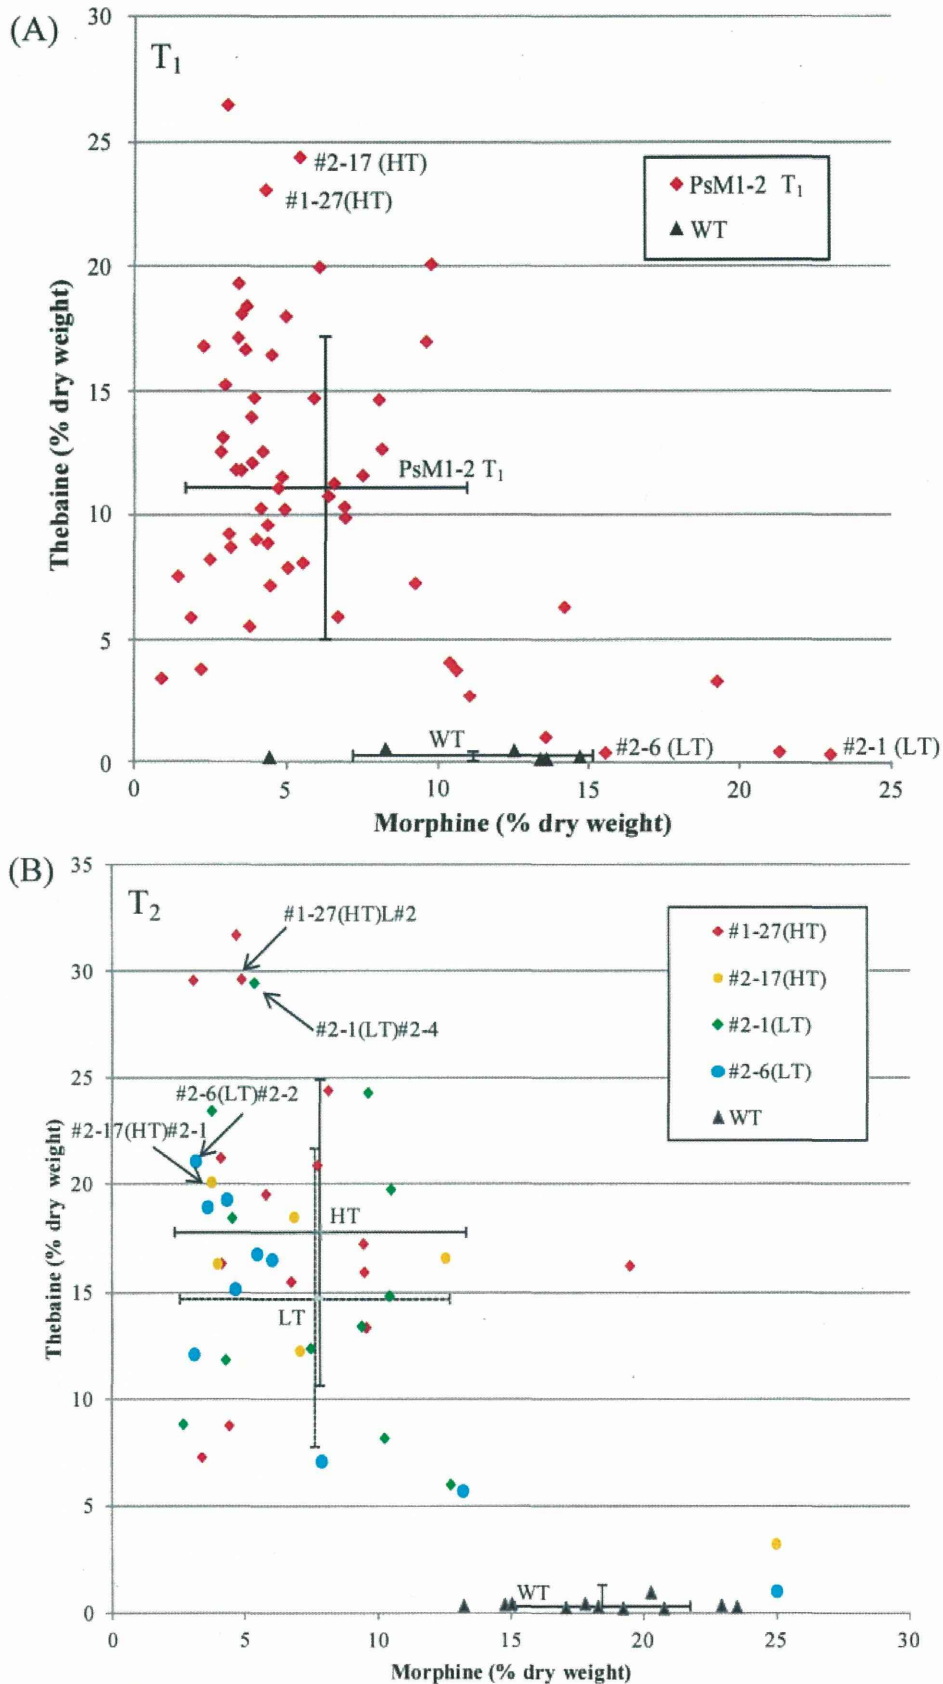 (A)
T₁
30
25
20
15
10
5
0
Thebaine (% dry weight)
#2-17 (HT)
#1-27(HT)
PsM1-2 T₁
WT
PsM1-2 T₁
WT
#2-6 (LT)
#2-1 (LT)
0 5 10 15 20 25
Morphine (% dry weight)
(B)
T₂
35
30
25
20
15
10
5
0
Thebaine (% dry weight)
#1-27(HT)L#2
#2-1(LT)#2-4
#2-6(LT)#2-2
#2-17(HT)#2-1
HT
LT
WT
#1-27(HT)
#2-17(HT)
#2-1(LT)
#2-6(LT)
WT
0 5 10 15 20 25 30
Morphine (% dry weight)